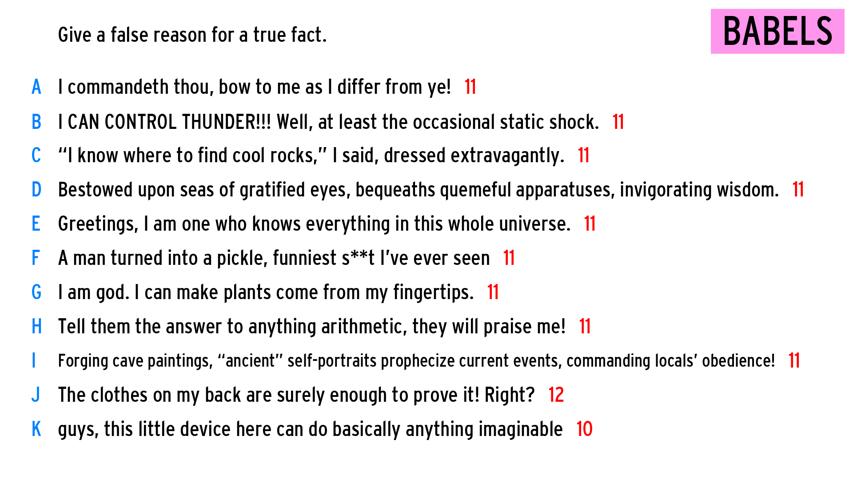 Give a false reason for a true fact.
BABELS
A I commandeth thou, bow to me as I differ from ye! 11
B I CAN CONTROL THUNDER!!! Well, at least the occasional static shock. 11
C “I know where to find cool rocks,” I said, dressed extravagantly. 11
D Bestowed upon seas of gratified eyes, bequeaths quemeful apparatuses, invigorating wisdom. 11
E Greetings, I am one who knows everything in this whole universe. 11
F A man turned into a pickle, funniest s**t I've ever seen 11
G I am god. I can make plants come from my fingertips. 11
H Tell them the answer to anything arithmetic, they will praise me! 11
I Forging cave paintings, “ancient” self-portraits prophecize current events, commanding locals’ obedience! 11
J The clothes on my back are surely enough to prove it! Right? 12
K guys, this little device here can do basically anything imaginable 10